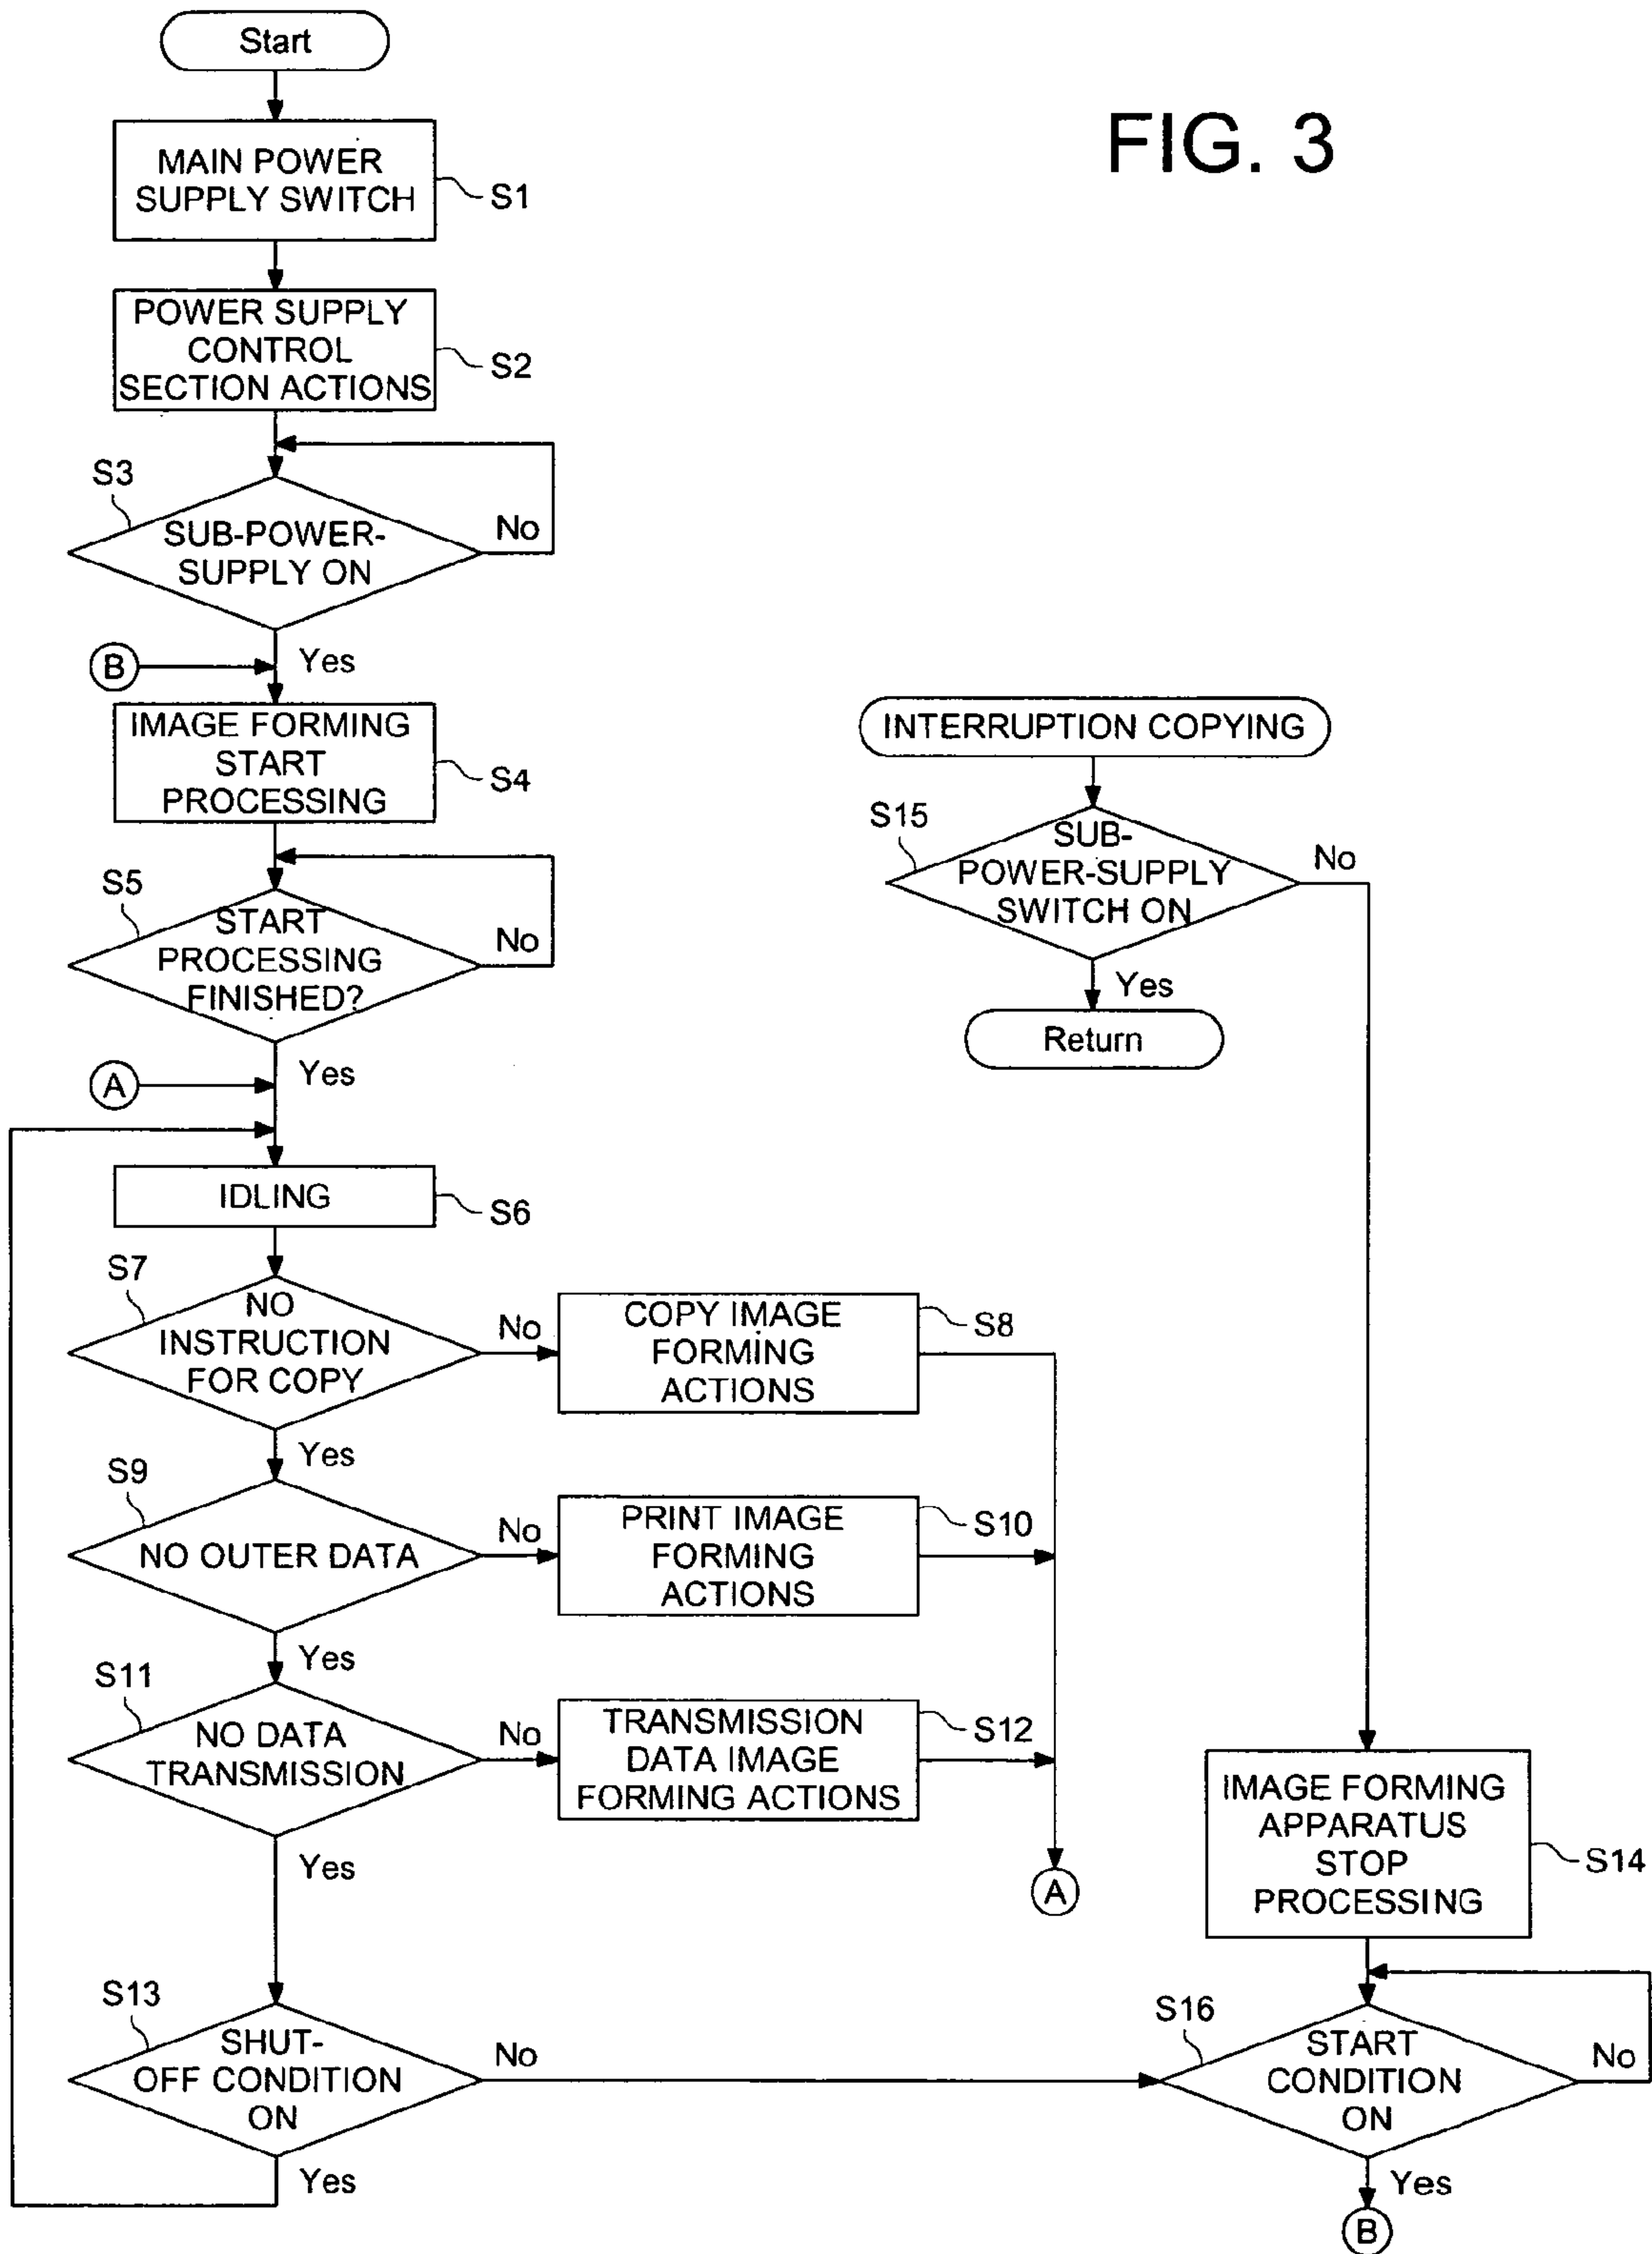 FIG. 3
Start
MAIN POWER
SUPPLY SWITCH
S1
POWER SUPPLY
CONTROL
SECTION ACTIONS
S2
S3
SUB-POWER-
SUPPLY ON
No
Yes
B
IMAGE FORMING
START
PROCESSING
S4
S5
START
PROCESSING
FINISHED?
No
Yes
A
IDLING
S6
S7
NO
INSTRUCTION
FOR COPY
No
COPY IMAGE
FORMING
ACTIONS
S8
Yes
S9
NO OUTER DATA
No
PRINT IMAGE
FORMING
ACTIONS
S10
Yes
S11
NO DATA
TRANSMISSION
No
TRANSMISSION
DATA IMAGE
FORMING ACTIONS
S12
Yes
A
S13
SHUT-
OFF CONDITION
ON
No
Yes
INTERRUPTION COPYING
S15
SUB-
POWER-SUPPLY
SWITCH ON
No
Yes
Return
IMAGE FORMING
APPARATUS
STOP
PROCESSING
S14
S16
START
CONDITION
ON
No
Yes
B